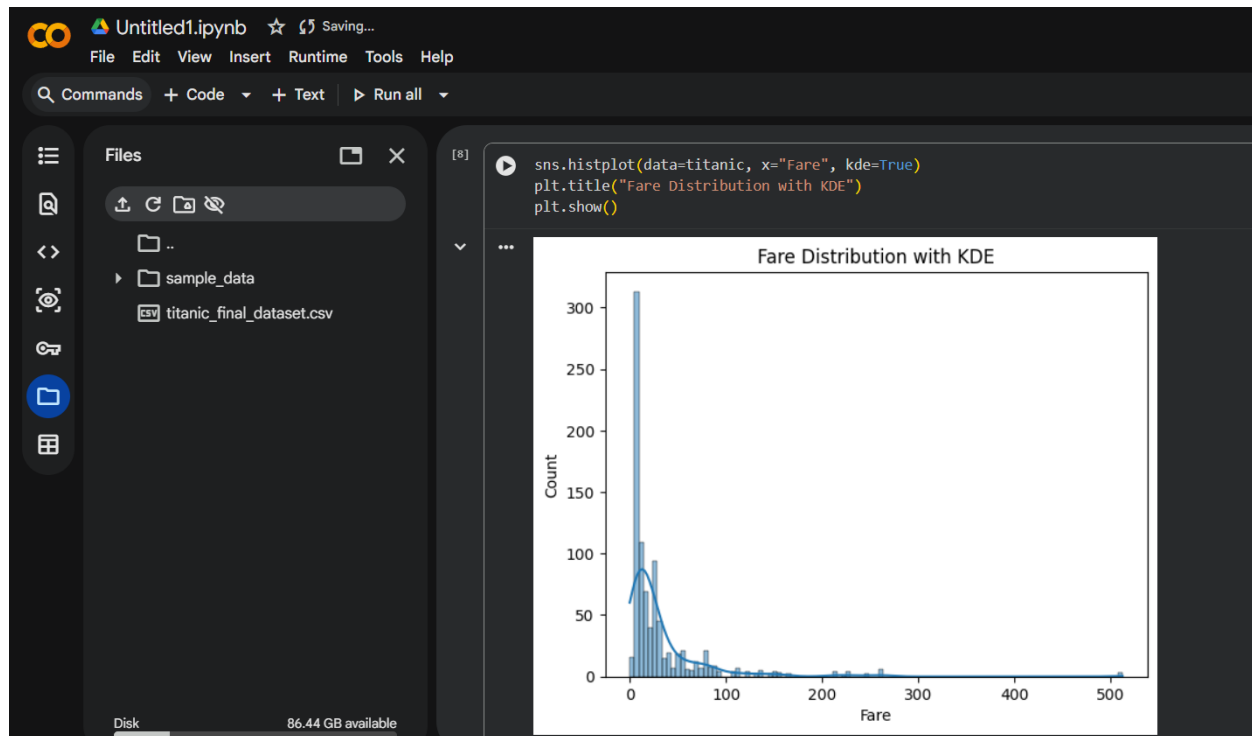 Untitled1.ipynb Saving...
File Edit View Insert Runtime Tools Help
Commands + Code + Text Run all
Files
..
sample_data
CSV titanic_final_dataset.csv
Disk 86.44 GB available
[8]
sns.histplot(data=titanic, x="Fare", kde=True)
plt.title("Fare Distribution with KDE")
plt.show()
Fare Distribution with KDE
300
250
200
150
100
50
0
Count
0 100 200 300 400 500
Fare